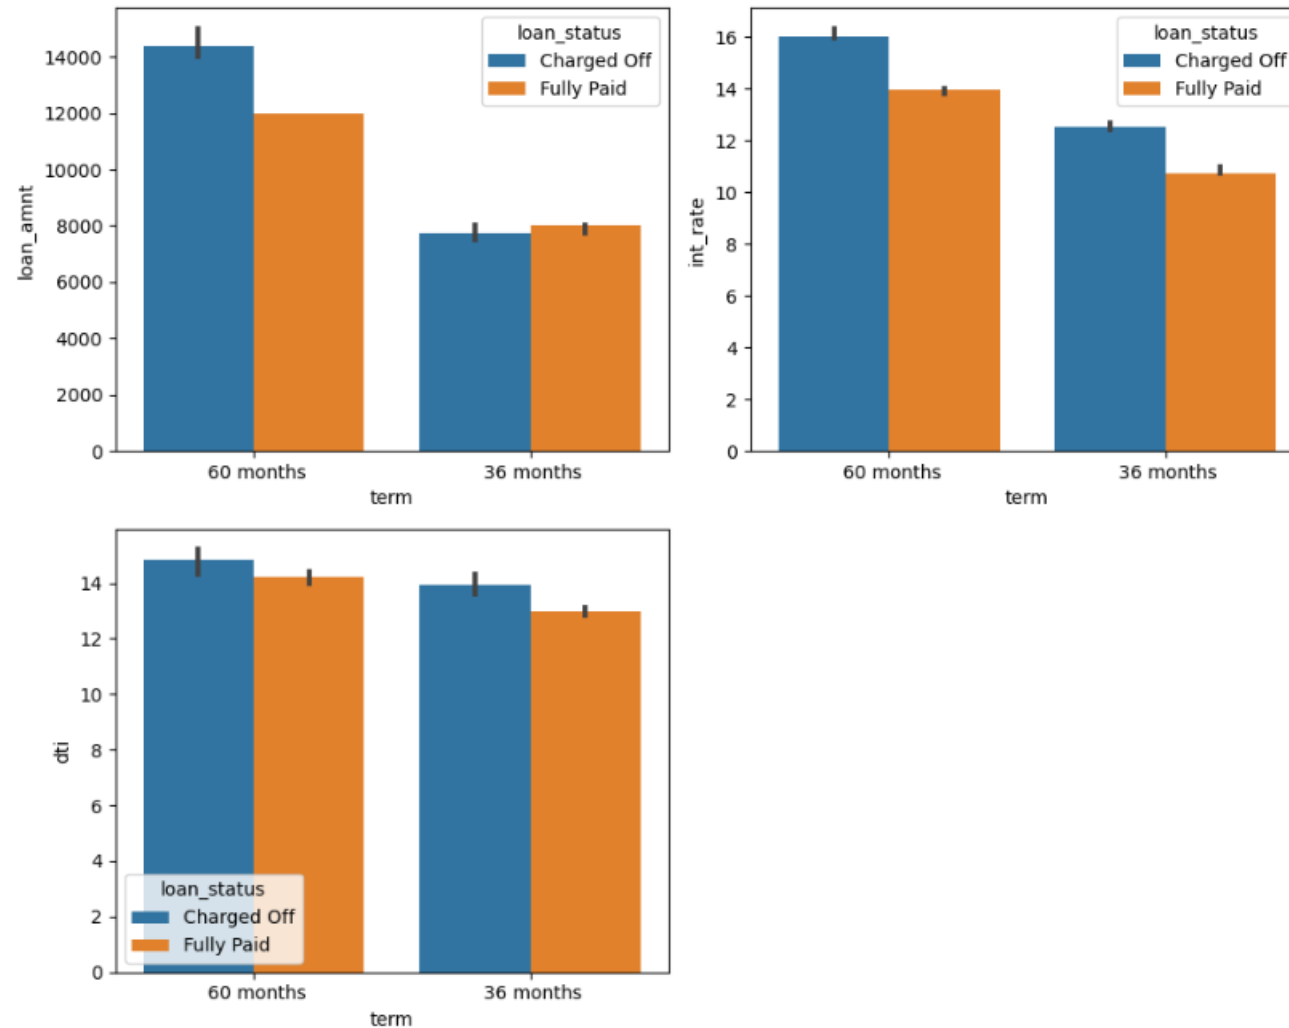 loan_status
Charged Off
Fully Paid
14000
12000
10000
8000
6000
4000
2000
0
loan_amnt
60 months
36 months
term
loan_status
Charged Off
Fully Paid
16
14
12
10
8
6
4
2
0
int_rate
60 months
36 months
term
14
12
10
8
6
4
2
0
dti
loan_status
Charged Off
Fully Paid
60 months
36 months
term